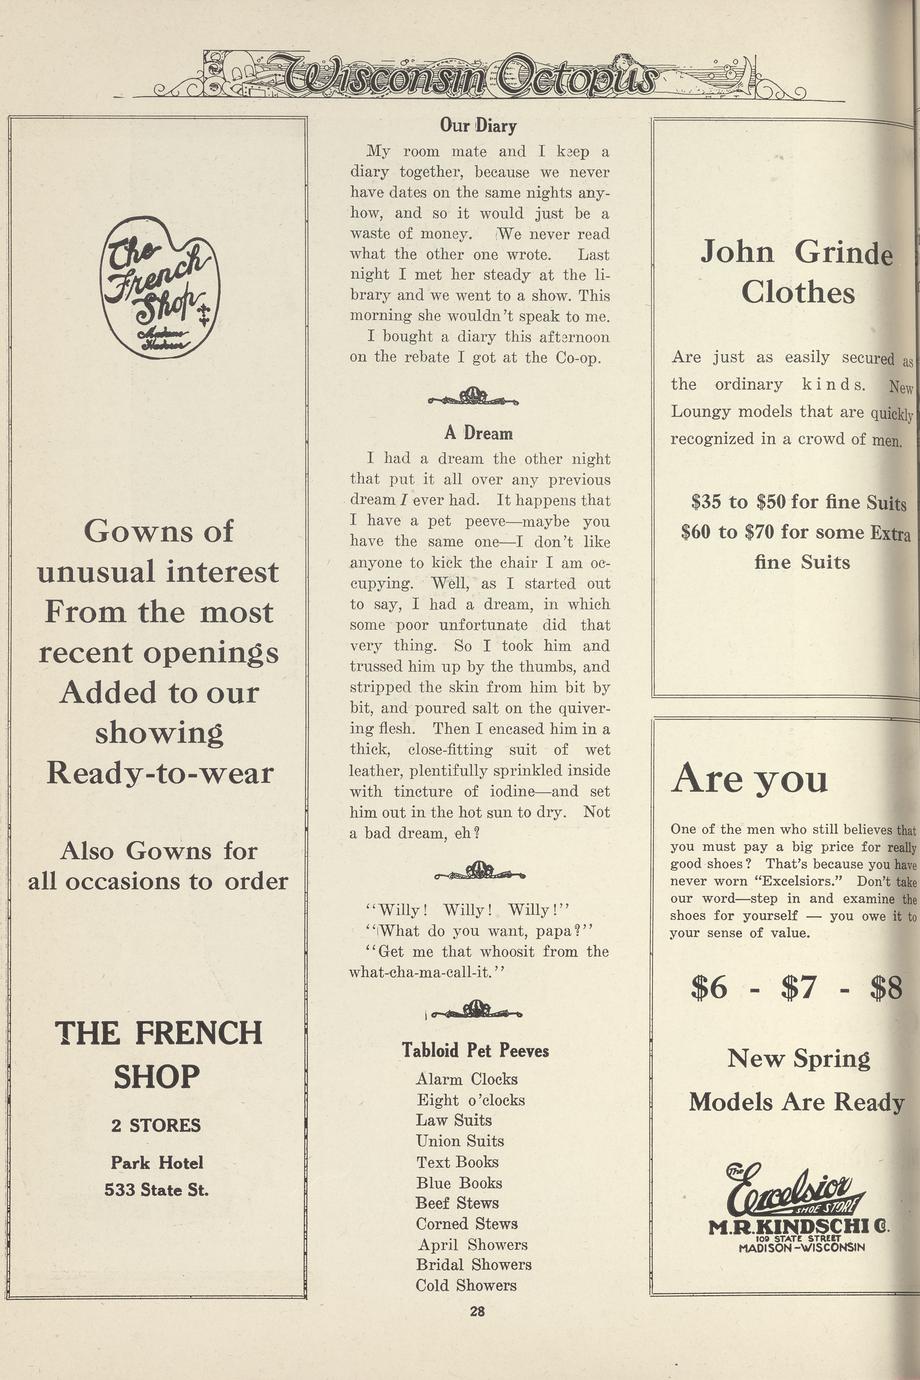 Wisconsin Octopus
The
French
Shop
Gowns of
unusual interest
From the most
recent openings
Added to our
showing
Ready-to-wear
Also Gowns for
all occasions to order
THE FRENCH
SHOP
2 STORES
Park Hotel
533 State St.
Our Diary
My room mate and I keep a
diary together, because we never
have dates on the same nights any-
how, and so it would just be a
waste of money. We never read
what the other one wrote. Last
night I met her steady at the li-
brary and we went to a show. This
morning she wouldn't speak to me.
I bought a diary this afternoon
on the rebate I got at the Co-op.
A Dream
I had a dream the other night
that put it all over any previous
dream I ever had. It happens that
I have a pet peeve—maybe you
have the same one—I don't like
anyone to kick the chair I am oc-
cupying. Well, as I started out
to say, I had a dream, in which
some poor unfortunate did that
very thing. So I took him and
trussed him up by the thumbs, and
stripped the skin from him bit by
bit, and poured salt on the quiver-
ing flesh. Then I encased him in a
thick, close-fitting suit of wet
leather, plentifully sprinkled inside
with tincture of iodine—and set
him out in the hot sun to dry. Not
a bad dream, eh?
"Willy! Willy! Willy!"
"What do you want, papa?"
"Get me that whoosit from the
what-cha-ma-call-it."
Tabloid Pet Peeves
Alarm Clocks
Eight o'clocks
Law Suits
Union Suits
Text Books
Blue Books
Beef Stews
Corned Stews
April Showers
Bridal Showers
Cold Showers
28
John Grinde
Clothes
Are just as easily secured as
the ordinary kinds. New
Loungy models that are quickly
recognized in a crowd of men.
$35 to $50 for fine Suits
$60 to $70 for some Extra
fine Suits
Are you
One of the men who still believes that
you must pay a big price for really
good shoes? That's because you have
never worn "Excelsiors." Don't take
our word—step in and examine the
shoes for yourself — you owe it to
your sense of value.
$6 - $7 - $8
New Spring
Models Are Ready
The
Excelsior
SHOE STORE
M.R. KINDSCHI Co.
109 STATE STREET
MADISON-WISCONSIN